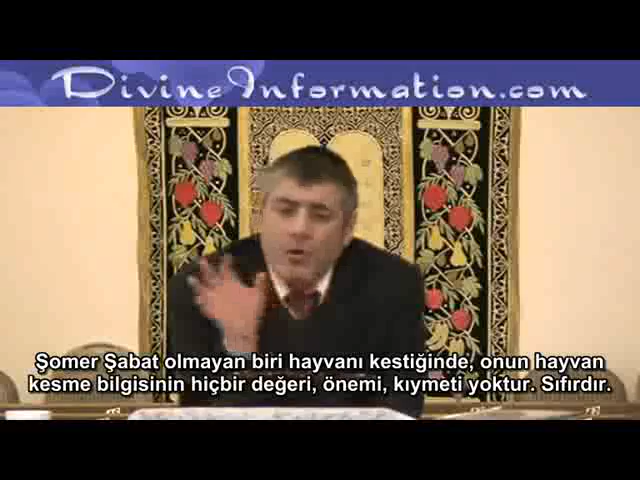 DivineInformation.com
Şomer Şabat olmayan biri hayvanı kestiğinde, onun hayvan
kesme bilgisinin hiçbir değeri, önemi, kıymeti yoktur. Sıfırdır.